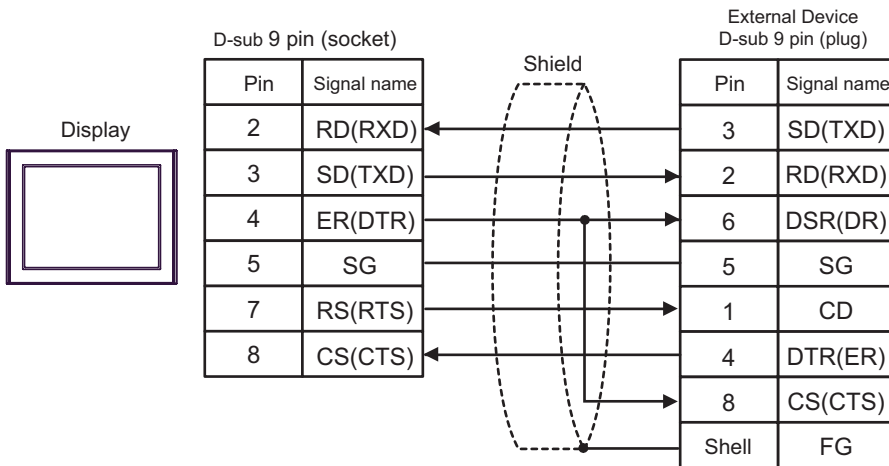 External Device
D-sub 9 pin (socket)
D-sub 9 pin (plug)
Shield
Pin Signal name
Pin Signal name
Display
2 RD(RXD)
3 SD(TXD)
3 SD(TXD)
2 RD(RXD)
4 ER(DTR)
6 DSR(DR)
5 SG
5 SG
7 RS(RTS)
1 CD
8 CS(CTS)
4 DTR(ER)
8 CS(CTS)
Shell FG